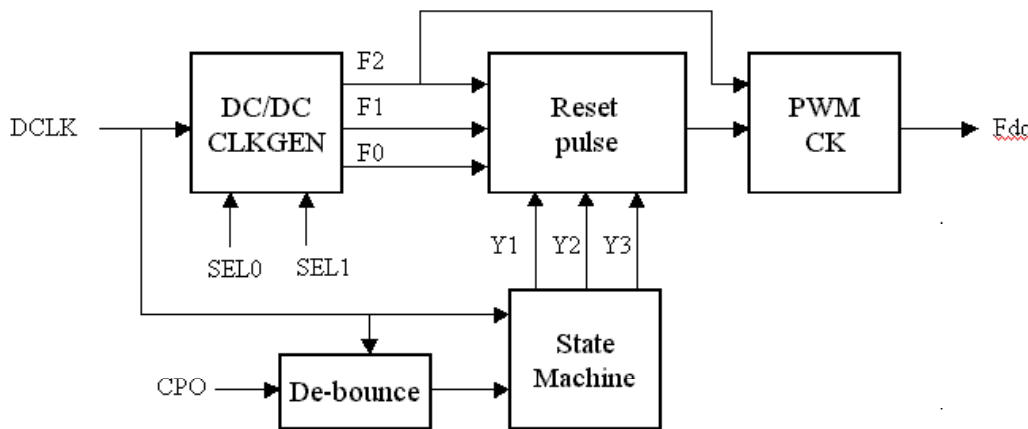 F2
DC/DC
CLKGEN
F1
F0
DCLK
Reset
pulse
PWM
CK
SEL0
SEL1
Y1
Y2
Y3
State
Machine
CPO
De-bounce